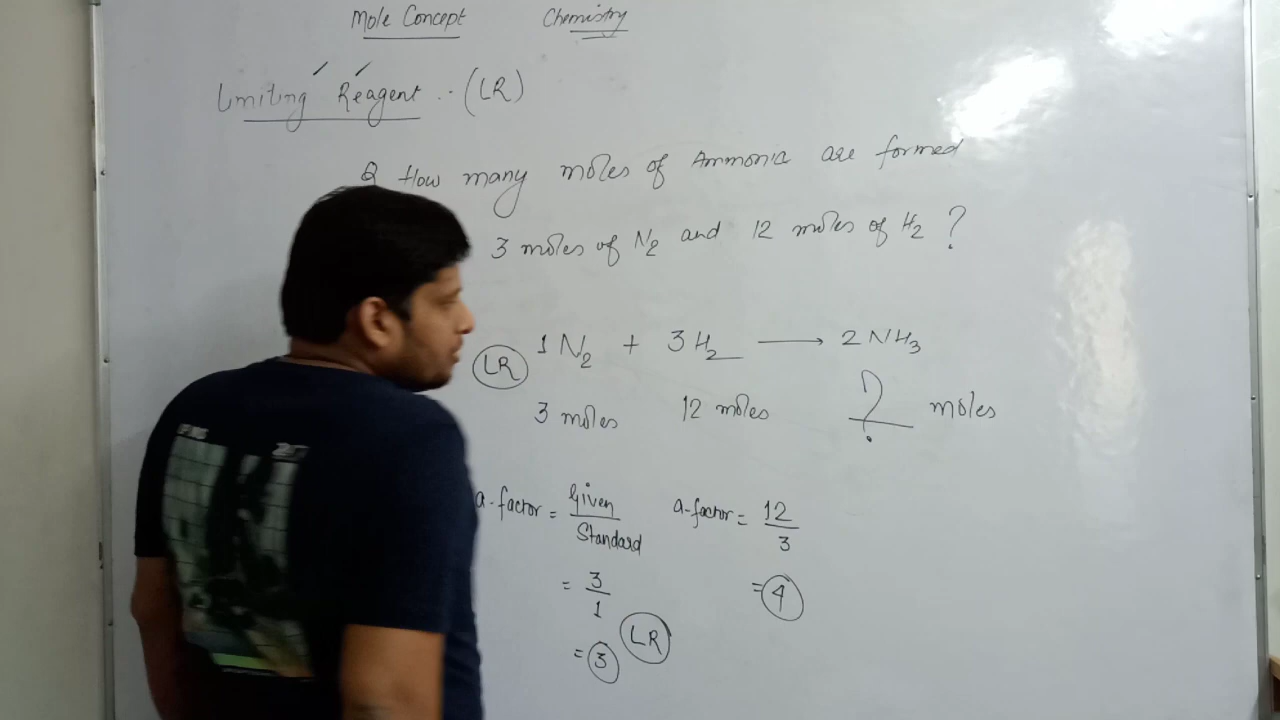 Mole Concept Chemistry
Limiting Reagent .. (LR)
Q How many moles of Ammonia are formed
3 moles of N₂ and 12 moles of H₂ ?
LR 1 N₂ + 3 H₂ ⟶ 2 NH₃
3 moles 12 moles ? moles
a-factor = Given / Standard a-factor = 12 / 3
= 3 / 1 = 4
= 3 LR